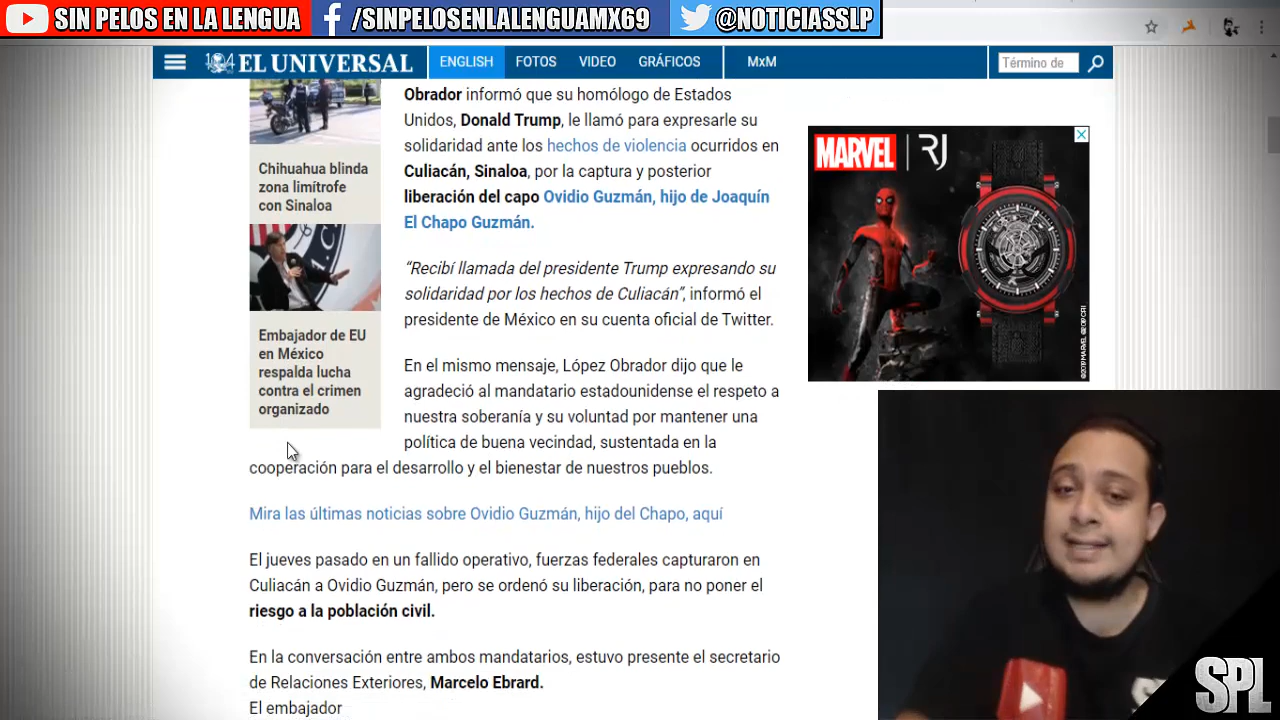 SIN PELOS EN LA LENGUA
/SINPELOSENLALENGUAMX69
@NOTICIASSLP
104 EL UNIVERSAL
ENGLISH FOTOS VIDEO GRÁFICOS MxM
Término de
Chihuahua blinda
zona limítrofe
con Sinaloa
Embajador de EU
en México
respalda lucha
contra el crimen
organizado
Obrador informó que su homólogo de Estados
Unidos, Donald Trump, le llamó para expresarle su
solidaridad ante los hechos de violencia ocurridos en
Culiacán, Sinaloa, por la captura y posterior
liberación del capo Ovidio Guzmán, hijo de Joaquín
El Chapo Guzmán.
“Recibí llamada del presidente Trump expresando su
solidaridad por los hechos de Culiacán”, informó el
presidente de México en su cuenta oficial de Twitter.
En el mismo mensaje, López Obrador dijo que le
agradeció al mandatario estadounidense el respeto a
nuestra soberanía y su voluntad por mantener una
política de buena vecindad, sustentada en la
cooperación para el desarrollo y el bienestar de nuestros pueblos.
Mira las últimas noticias sobre Ovidio Guzmán, hijo del Chapo, aquí
El jueves pasado en un fallido operativo, fuerzas federales capturaron en
Culiacán a Ovidio Guzmán, pero se ordenó su liberación, para no poner el
riesgo a la población civil.
En la conversación entre ambos mandatarios, estuvo presente el secretario
de Relaciones Exteriores, Marcelo Ebrard.
El embajador
MARVEL RJ
©2019 MARVEL ©2019 CPII
SPL